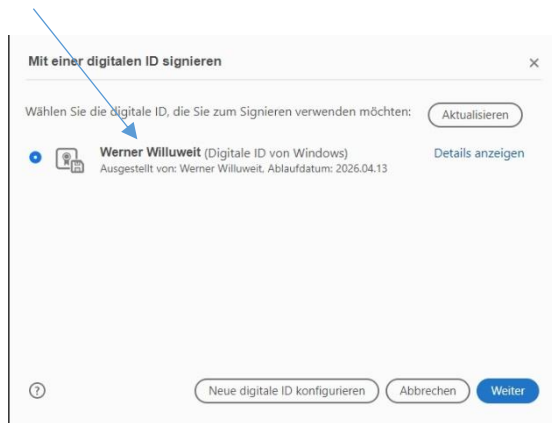 Mit einer digitalen ID signieren
Wählen Sie die digitale ID, die Sie zum Signieren verwenden möchten:
Aktualisieren
Werner Willuweit (Digitale ID von Windows)
Details anzeigen
Ausgestellt von: Werner Willuweit, Ablaufdatum: 2026.04.13
?
Neue digitale ID konfigurieren
Abbrechen
Weiter